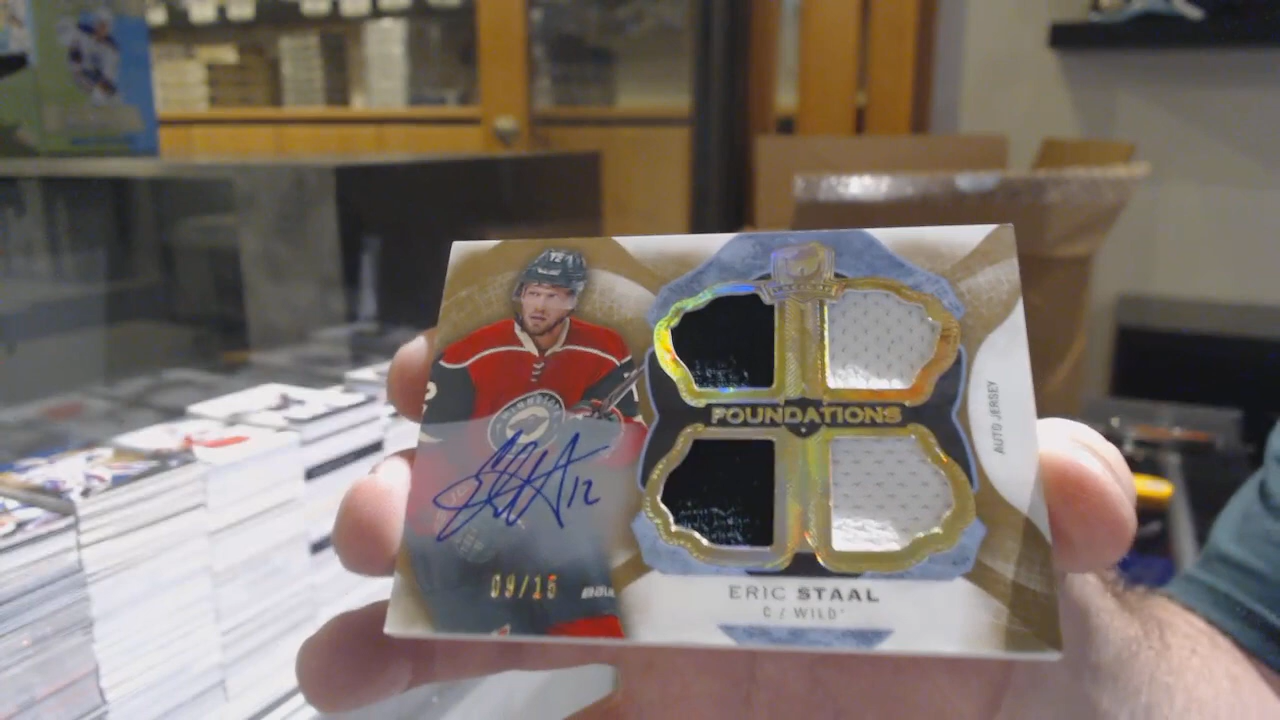 FOUNDATIONS
AUTO JERSEY
12
09/15
ERIC STAAL
C / WILD